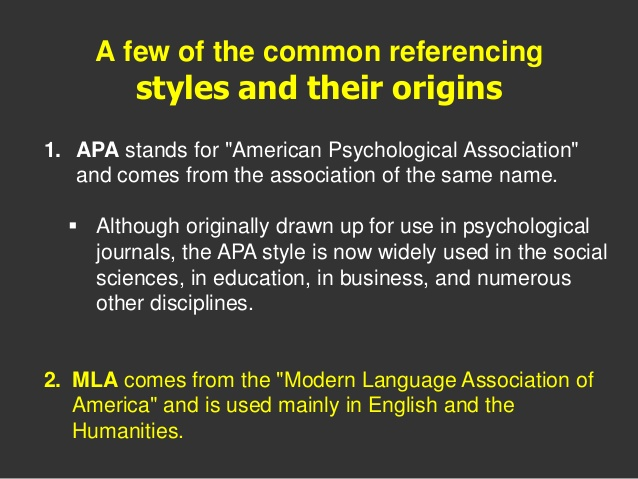 A few of the common referencing
styles and their origins
1. APA stands for "American Psychological Association"
and comes from the association of the same name.
▪ Although originally drawn up for use in psychological
journals, the APA style is now widely used in the social
sciences, in education, in business, and numerous
other disciplines.
2. MLA comes from the "Modern Language Association of
America" and is used mainly in English and the
Humanities.